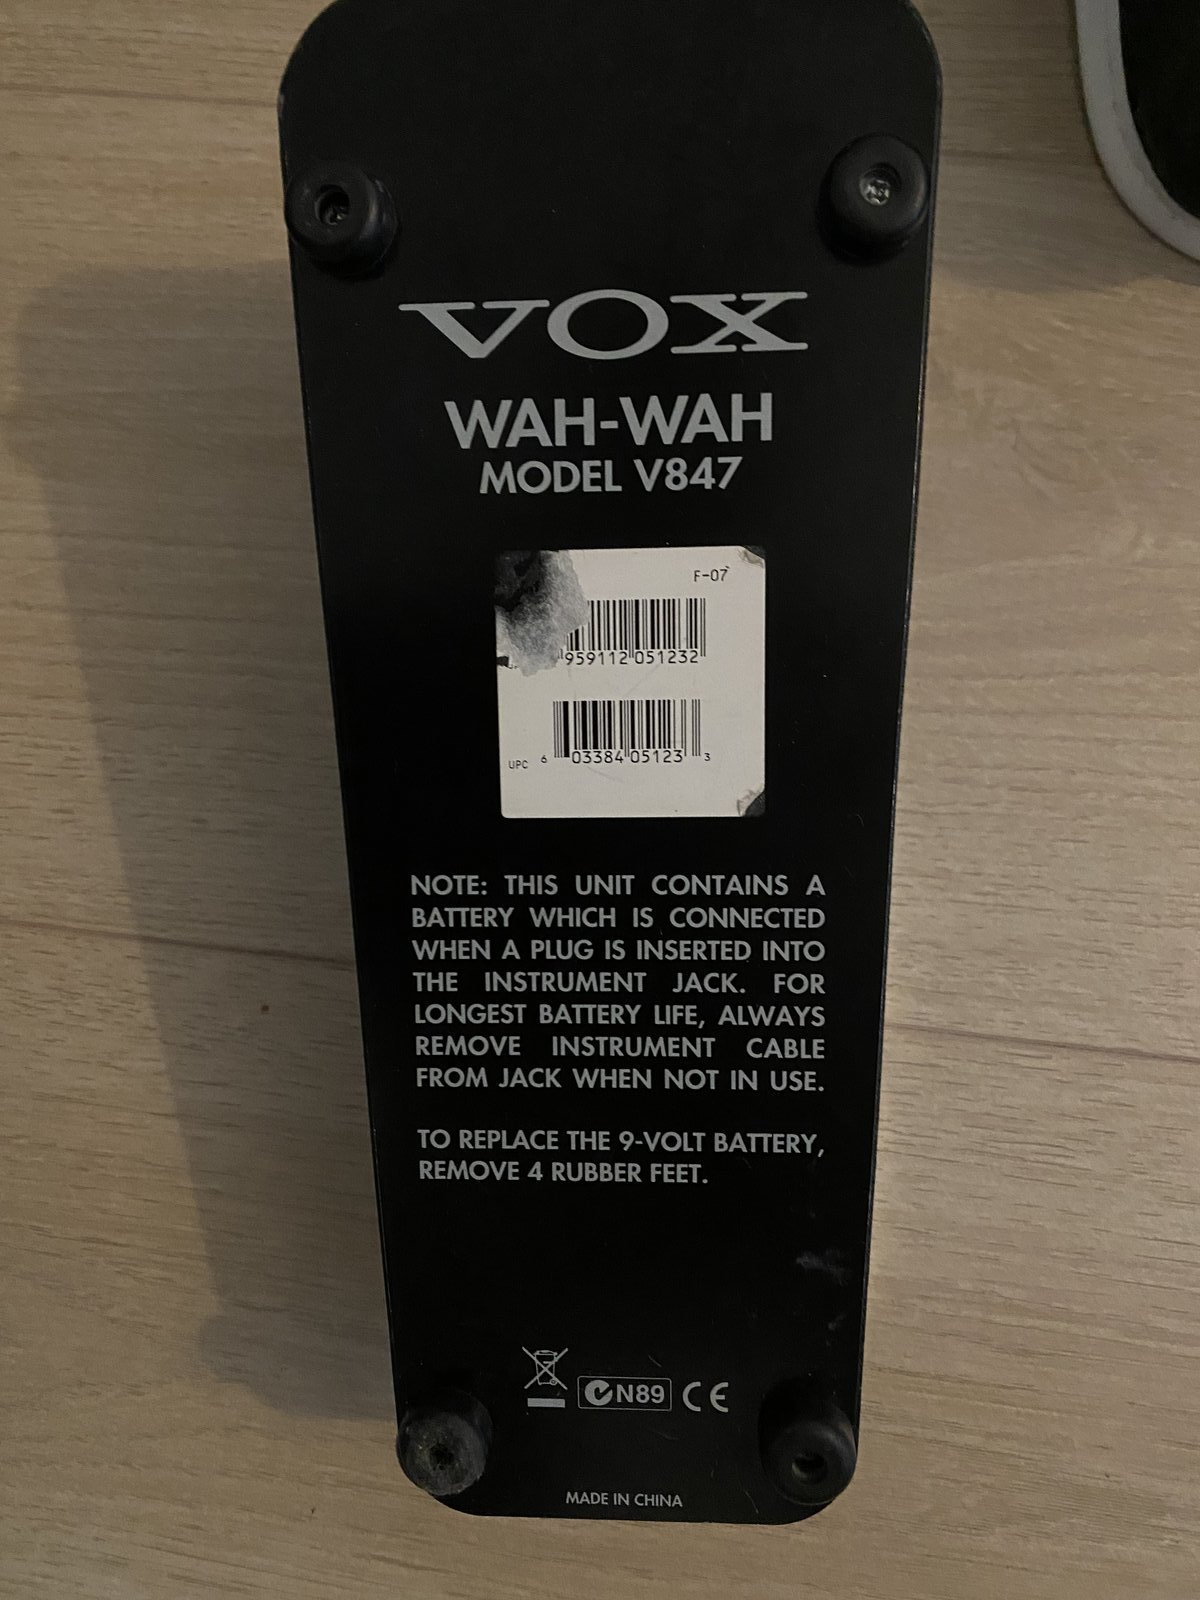 VOX
WAH-WAH
MODEL V847
F-07
959112 051232
UPC 6 03384 05123 3
NOTE: THIS UNIT CONTAINS A
BATTERY WHICH IS CONNECTED
WHEN A PLUG IS INSERTED INTO
THE INSTRUMENT JACK. FOR
LONGEST BATTERY LIFE, ALWAYS
REMOVE INSTRUMENT CABLE
FROM JACK WHEN NOT IN USE.
TO REPLACE THE 9-VOLT BATTERY,
REMOVE 4 RUBBER FEET.
N89 CE
MADE IN CHINA